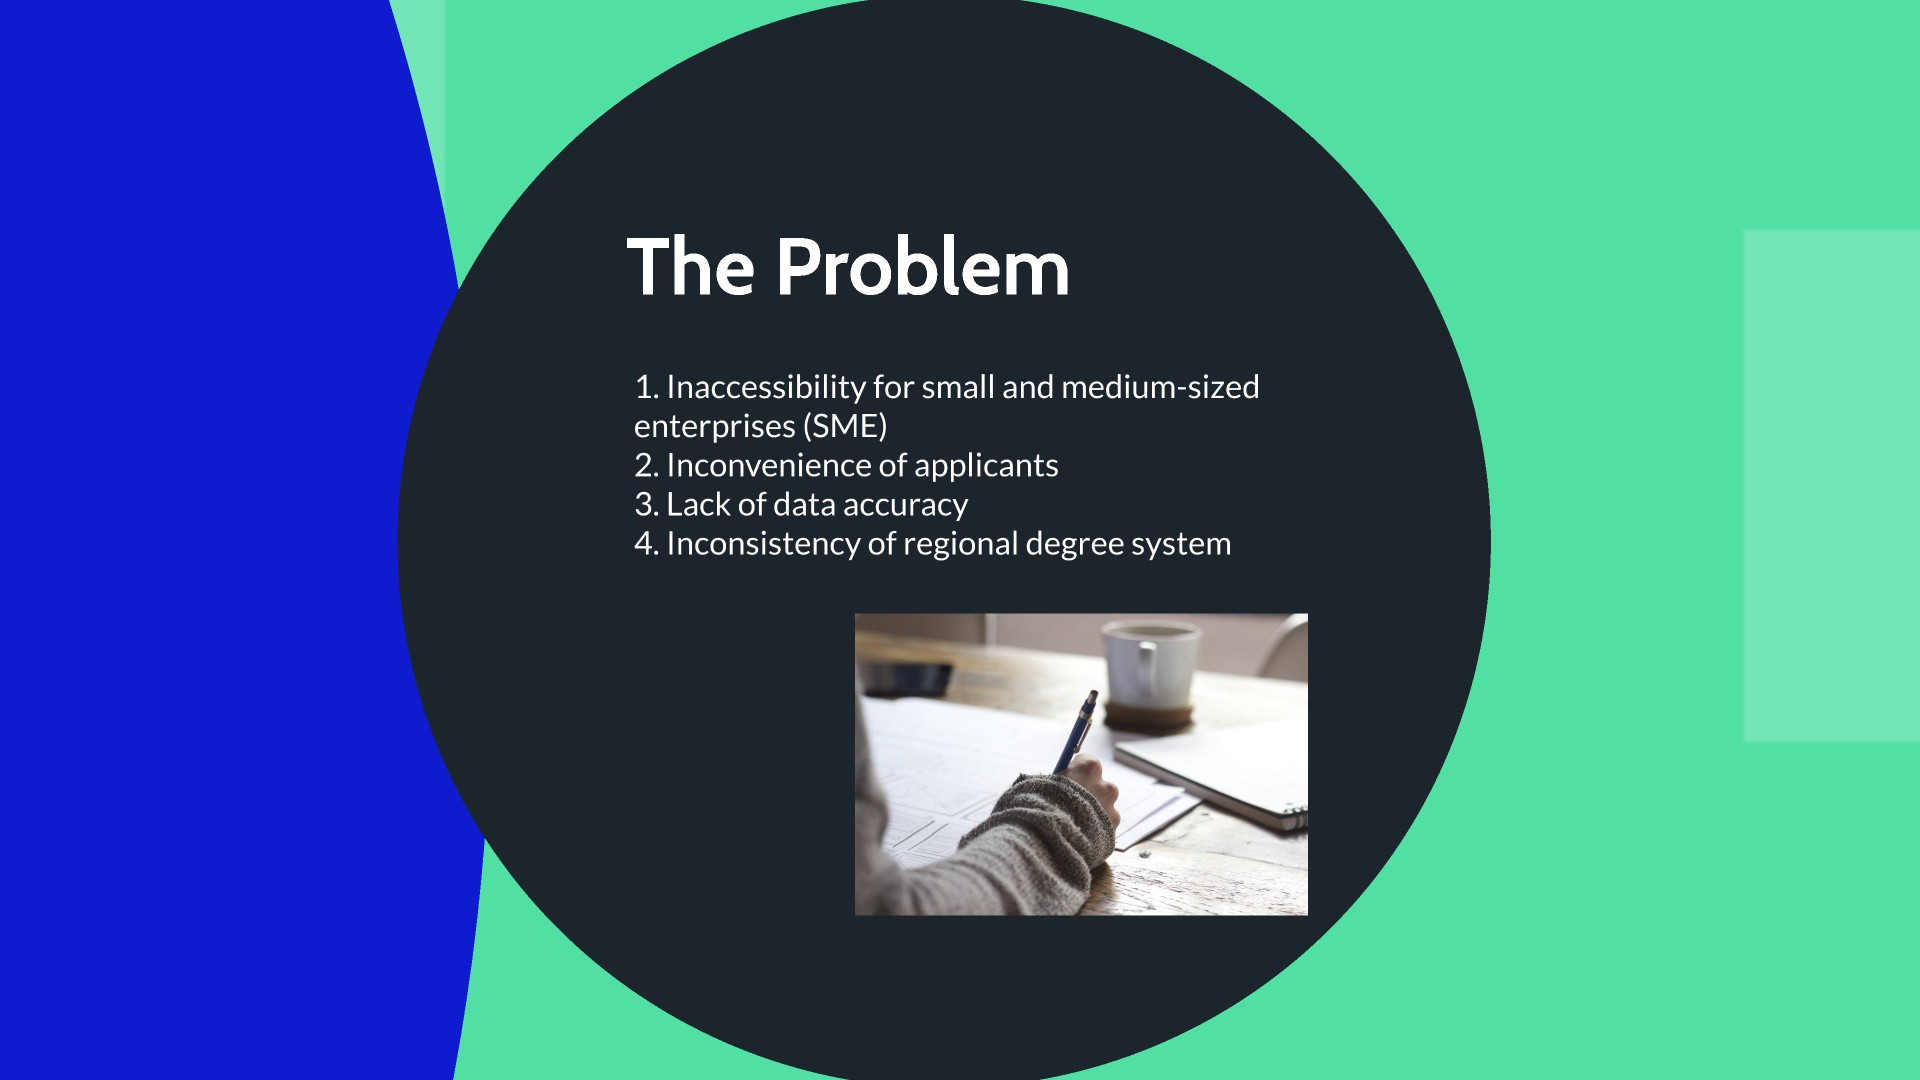 The Problem
1. Inaccessibility for small and medium-sized
enterprises (SME)
2. Inconvenience of applicants
3. Lack of data accuracy
4. Inconsistency of regional degree system